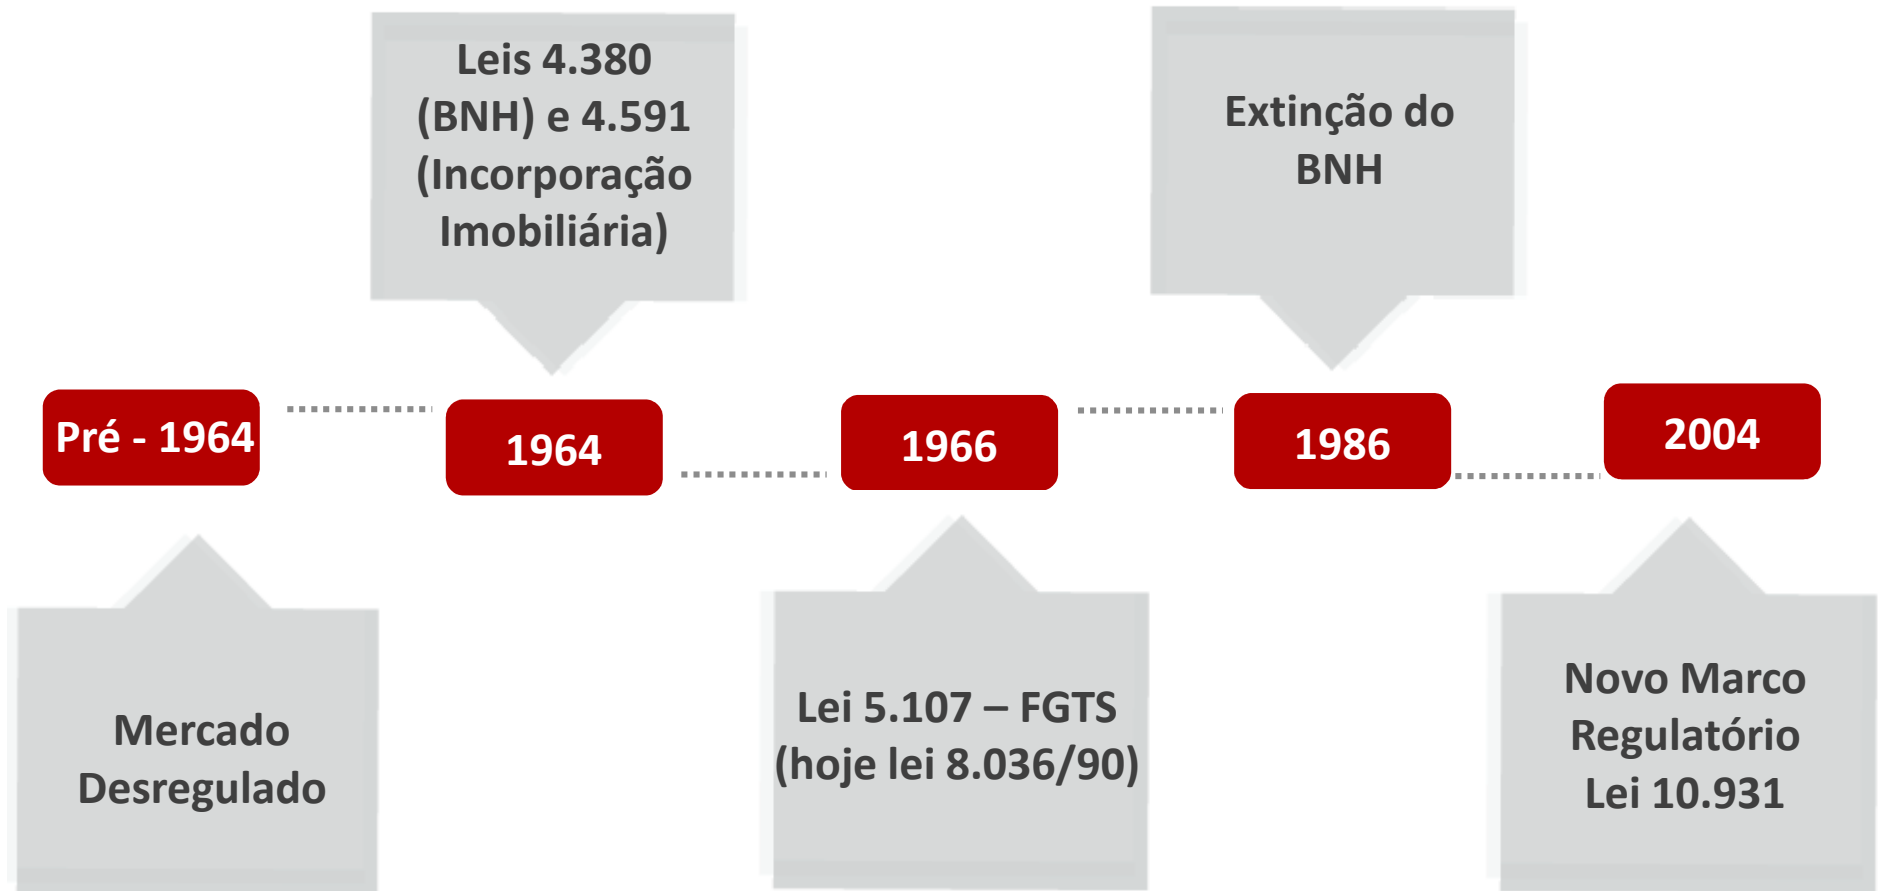 Leis 4.380
(BNH) e 4.591
(Incorporação
Imobiliária)
Extinção do
BNH
Pré - 1964
1964
1966
1986
2004
Mercado
Desregulado
Lei 5.107 – FGTS
(hoje lei 8.036/90)
Novo Marco
Regulatório
Lei 10.931